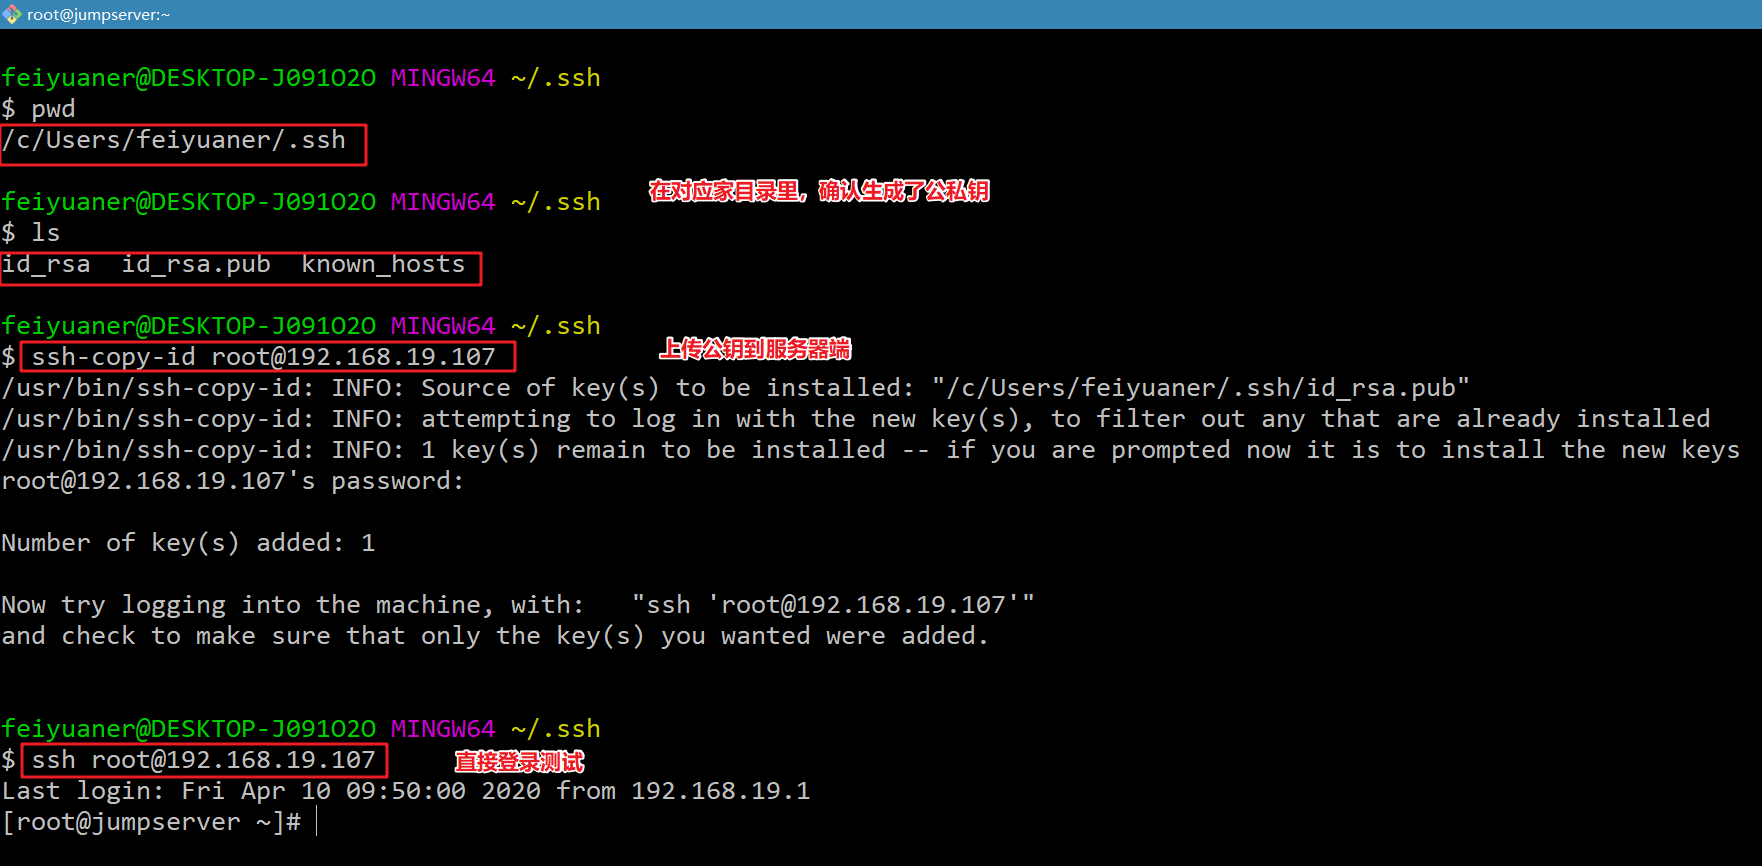 root@jumpserver:~
feiyuaner@DESKTOP-J091O2O MINGW64 ~/.ssh
$ pwd
/c/Users/feiyuaner/.ssh
在对应家目录里，确认生成了公私钥
feiyuaner@DESKTOP-J091O2O MINGW64 ~/.ssh
$ ls
id_rsa  id_rsa.pub  known_hosts
feiyuaner@DESKTOP-J091O2O MINGW64 ~/.ssh
上传公钥到服务器端
$ ssh-copy-id root@192.168.19.107
/usr/bin/ssh-copy-id: INFO: Source of key(s) to be installed: "/c/Users/feiyuaner/.ssh/id_rsa.pub"
/usr/bin/ssh-copy-id: INFO: attempting to log in with the new key(s), to filter out any that are already installed
/usr/bin/ssh-copy-id: INFO: 1 key(s) remain to be installed -- if you are prompted now it is to install the new keys
root@192.168.19.107's password:
Number of key(s) added: 1
Now try logging into the machine, with:   "ssh 'root@192.168.19.107'"
and check to make sure that only the key(s) you wanted were added.
feiyuaner@DESKTOP-J091O2O MINGW64 ~/.ssh
$ ssh root@192.168.19.107
直接登录测试
Last login: Fri Apr 10 09:50:00 2020 from 192.168.19.1
[root@jumpserver ~]#